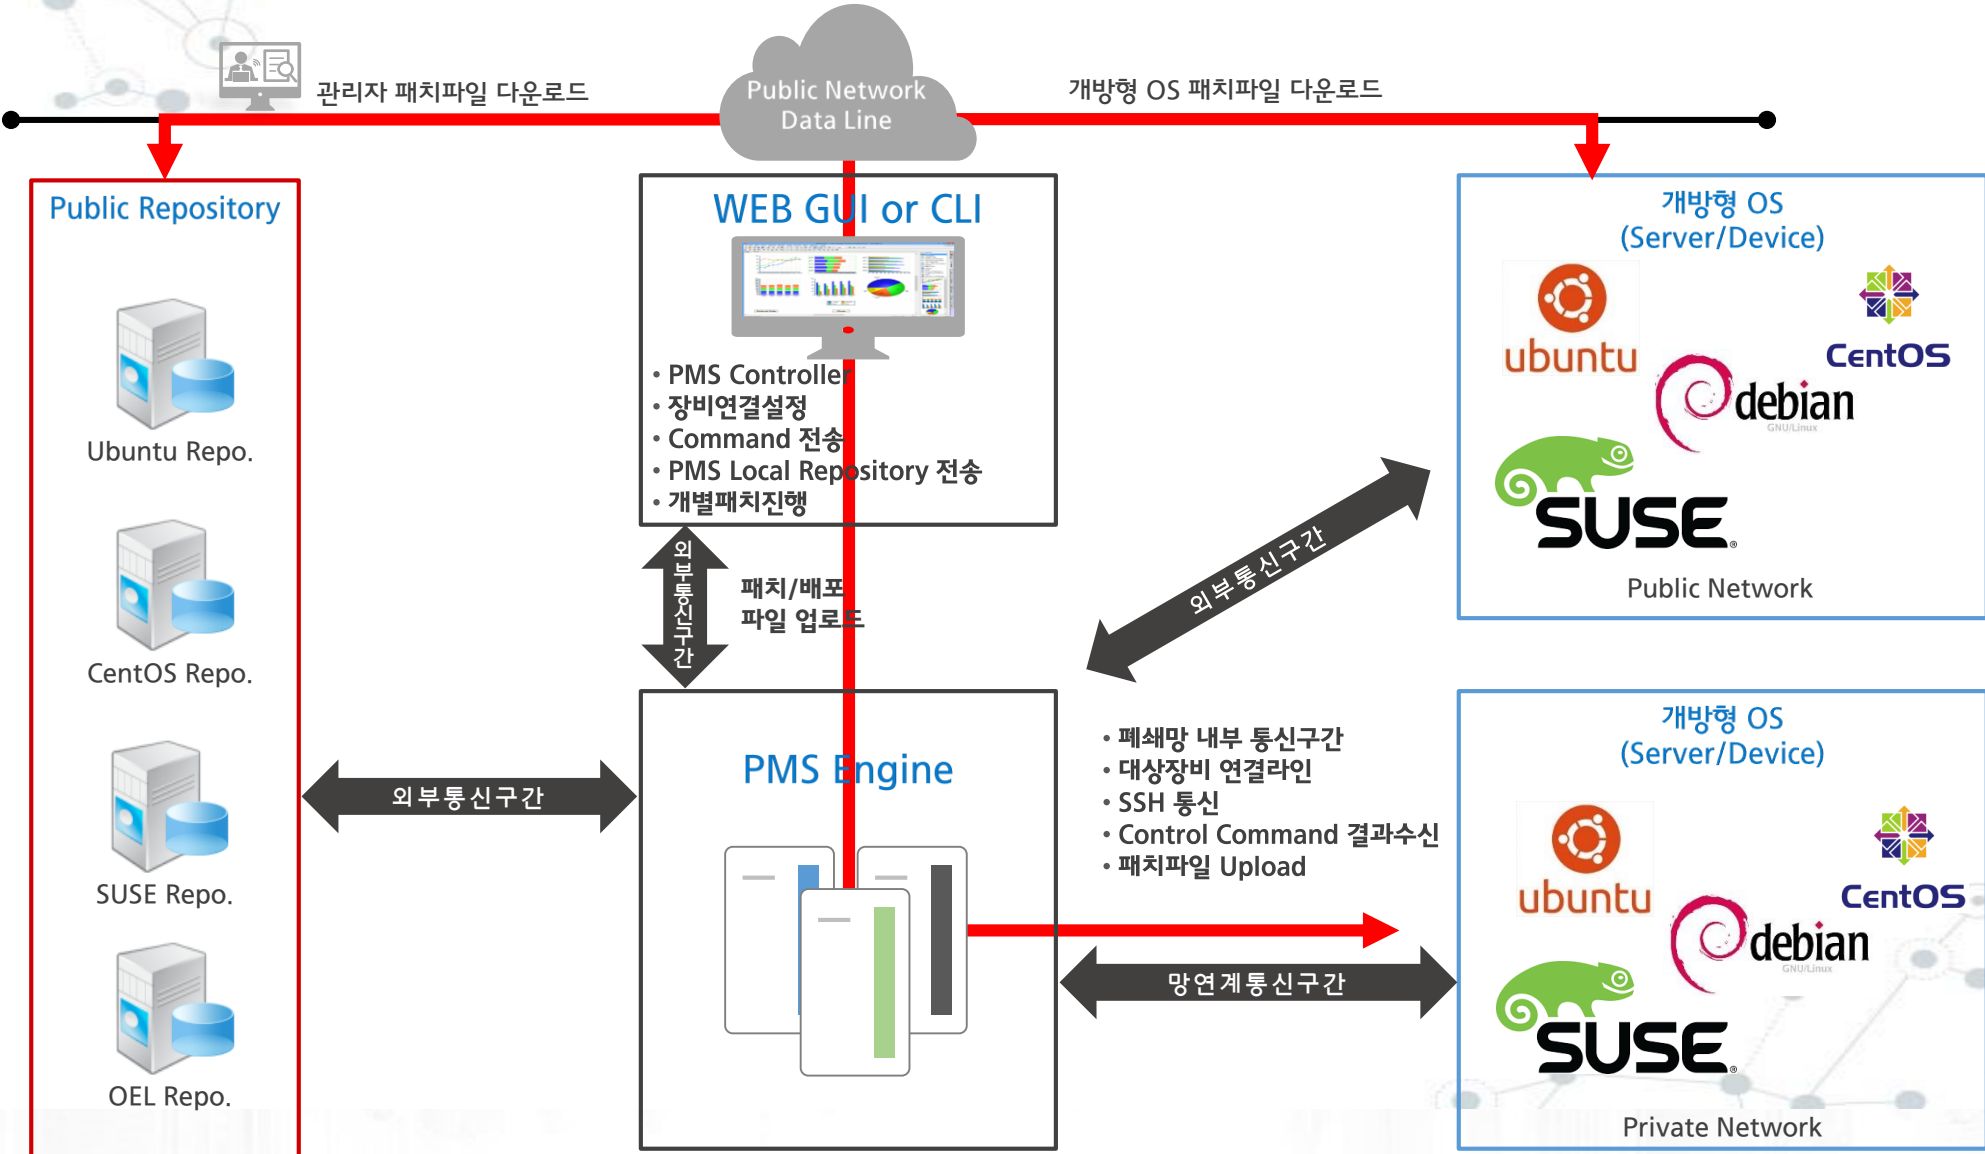 관리자 패치파일 다운로드
Public Network
Data Line
개방형 OS 패치파일 다운로드
Public Repository
Ubuntu Repo.
CentOS Repo.
SUSE Repo.
OEL Repo.
WEB GUI or CLI
• PMS Controller
• 장비연결설정
• Command 전송
• PMS Local Repository 전송
• 개별패치진행
외부통신구간
패치/배포
파일 업로드
외부통신구간
PMS Engine
외부통신구간
• 폐쇄망 내부 통신구간
• 대상장비 연결라인
• SSH 통신
• Control Command 결과수신
• 패치파일 Upload
망연계통신구간
개방형 OS
(Server/Device)
ubuntu
CentOS
debian
GNU/Linux
SUSE®
Public Network
개방형 OS
(Server/Device)
ubuntu
CentOS
debian
GNU/Linux
SUSE®
Private Network